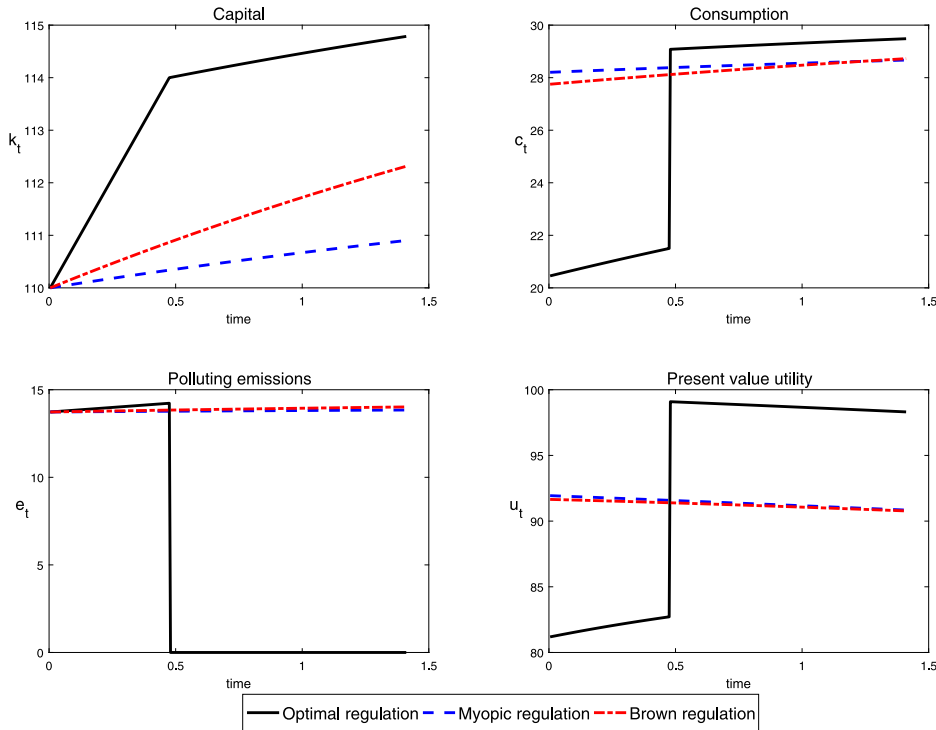 Capital
115
114
113
112
111
110
k_t
0 0.5 1 1.5
time
Consumption
30
28
26
24
22
20
c_t
0 0.5 1 1.5
time
Polluting emissions
15
10
5
0
e_t
0 0.5 1 1.5
time
Present value utility
100
95
90
85
80
u_t
0 0.5 1 1.5
time
Optimal regulation Myopic regulation Brown regulation